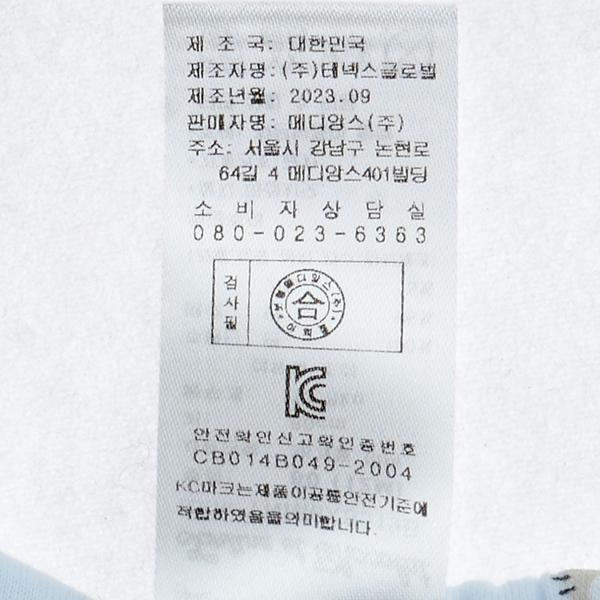 제 조 국: 대한민국
제조자명:(주)태넥스글로벌
제조년월: 2023.09
판매자명: 메디앙스(주)
주소: 서울시 강남구 논현로
64길 4 메디앙스401빌딩
소 비 자 상 담 실
080-023-6363
검사필
합
안전확인신고확인증번호
CB014B049-2004
KC마크는제품이공통안전기준에
적합하였음을의미합니다.